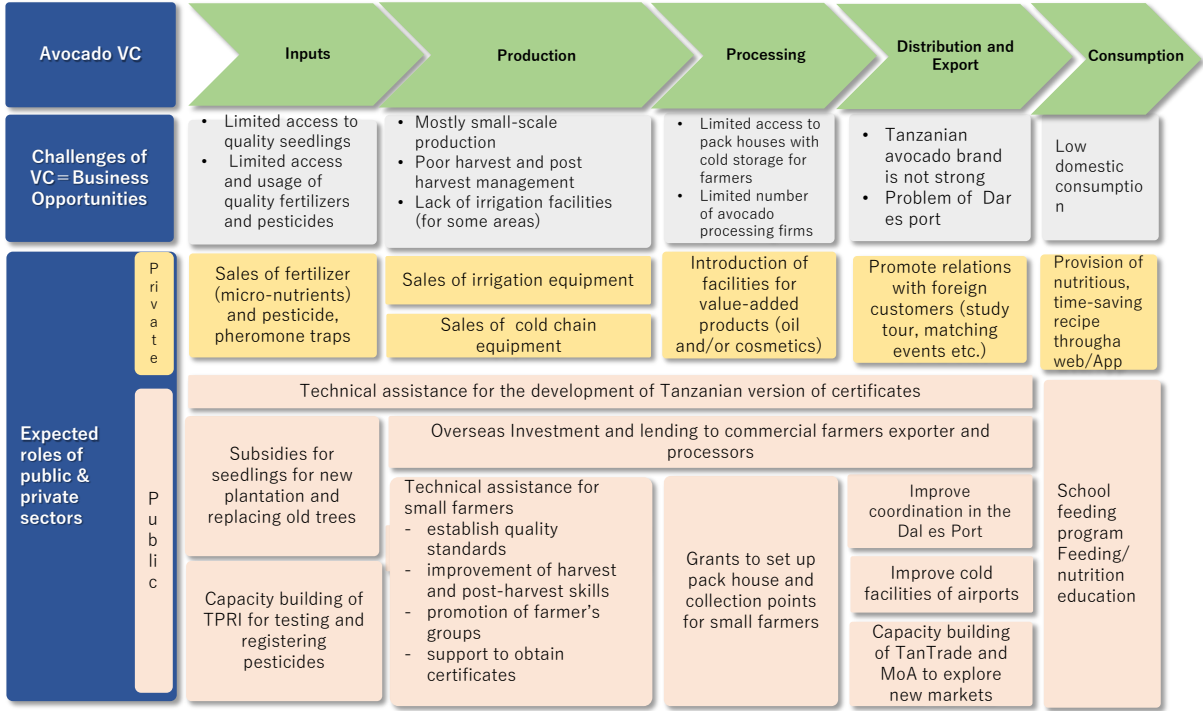 Avocado VC
Inputs
Production
Processing
Distribution and
Export
Consumption
Challenges of
VC=Business
Opportunities
• Limited access to
quality seedlings
• Limited access
and usage of
quality fertilizers
and pesticides
• Mostly small-scale
production
• Poor harvest and post
harvest management
• Lack of irrigation facilities
(for some areas)
• Limited access to
pack houses with
cold storage for
farmers
• Limited number
of avocado
processing firms
• Tanzanian
avocado brand
is not strong
• Problem of Dar
es port
Low
domestic
consumptio
n
Expected
roles of
public &
private
sectors
P
ri
v
a
t
e
Sales of fertilizer
(micro-nutrients)
and pesticide,
pheromone traps
Sales of irrigation equipment
Sales of cold chain
equipment
Introduction of
facilities for
value-added
products (oil
and/or cosmetics)
Promote relations
with foreign
customers (study
tour, matching
events etc.)
Provision of
nutritious,
time-saving
recipe
througha
web/App
P
u
b
li
c
Technical assistance for the development of Tanzanian version of certificates
Subsidies for
seedlings for new
plantation and
replacing old trees
Capacity building of
TPRI for testing and
registering
pesticides
Overseas Investment and lending to commercial farmers exporter and
processors
Technical assistance for
small farmers
- establish quality
standards
- improvement of harvest
and post-harvest skills
- promotion of farmer's
groups
- support to obtain
certificates
Grants to set up
pack house and
collection points
for small farmers
Improve
coordination in the
Dal es Port
Improve cold
facilities of airports
Capacity building
of TanTrade and
MoA to explore
new markets
School
feeding
program
Feeding/
nutrition
education